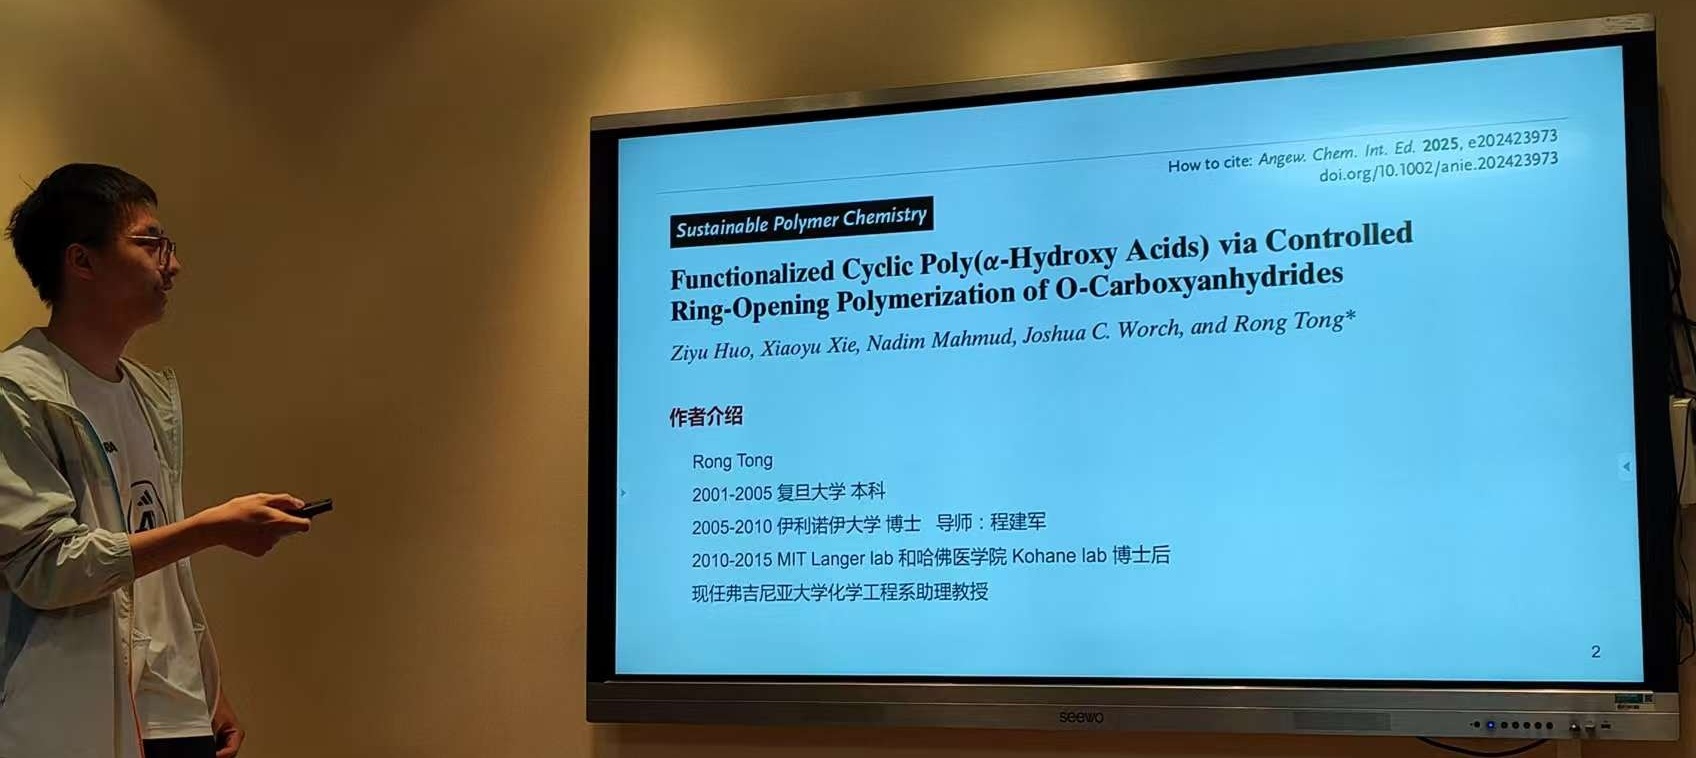 How to cite: Angew. Chem. Int. Ed. 2025, e202423973
doi.org/10.1002/anie.202423973
Sustainable Polymer Chemistry
Functionalized Cyclic Poly(α-Hydroxy Acids) via Controlled
Ring-Opening Polymerization of O-Carboxyanhydrides
Ziyu Huo, Xiaoyu Xie, Nadim Mahmud, Joshua C. Worch, and Rong Tong*
作者介绍
Rong Tong
2001-2005 复旦大学 本科
2005-2010 伊利诺伊大学 博士 导师：程建军
2010-2015 MIT Langer lab 和哈佛医学院 Kohane lab 博士后
现任弗吉尼亚大学化学工程系助理教授
2
seewo